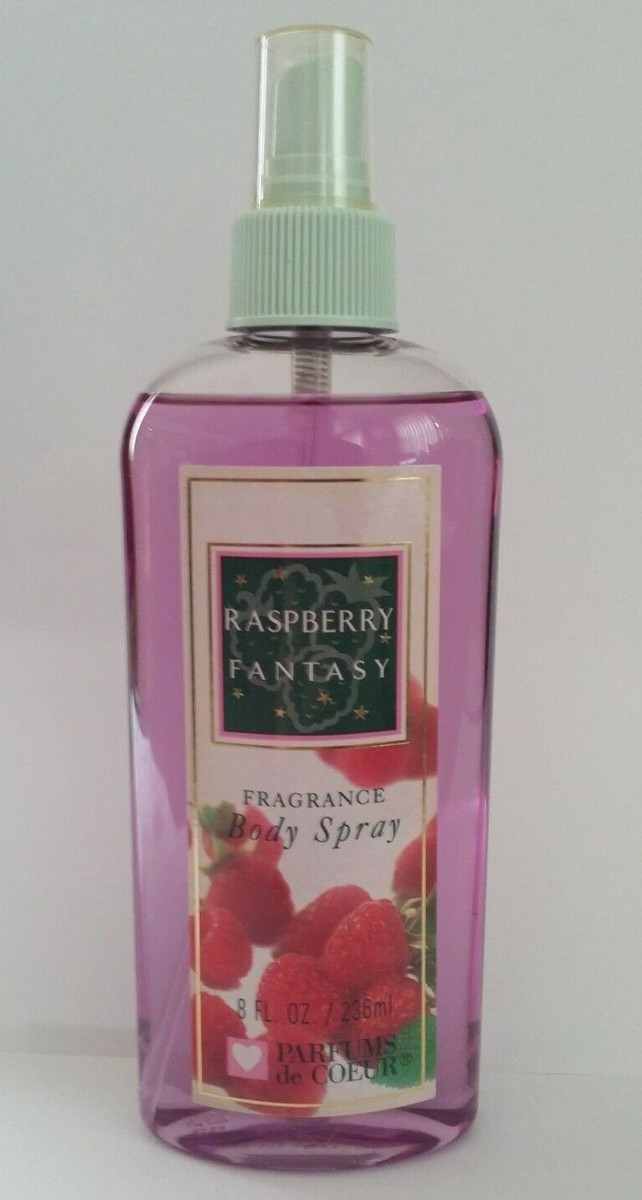 RASPBERRY
FANTASY
FRAGRANCE
Body Spray
8 FL. OZ. / 236ml
PARFUMS
de COEUR®